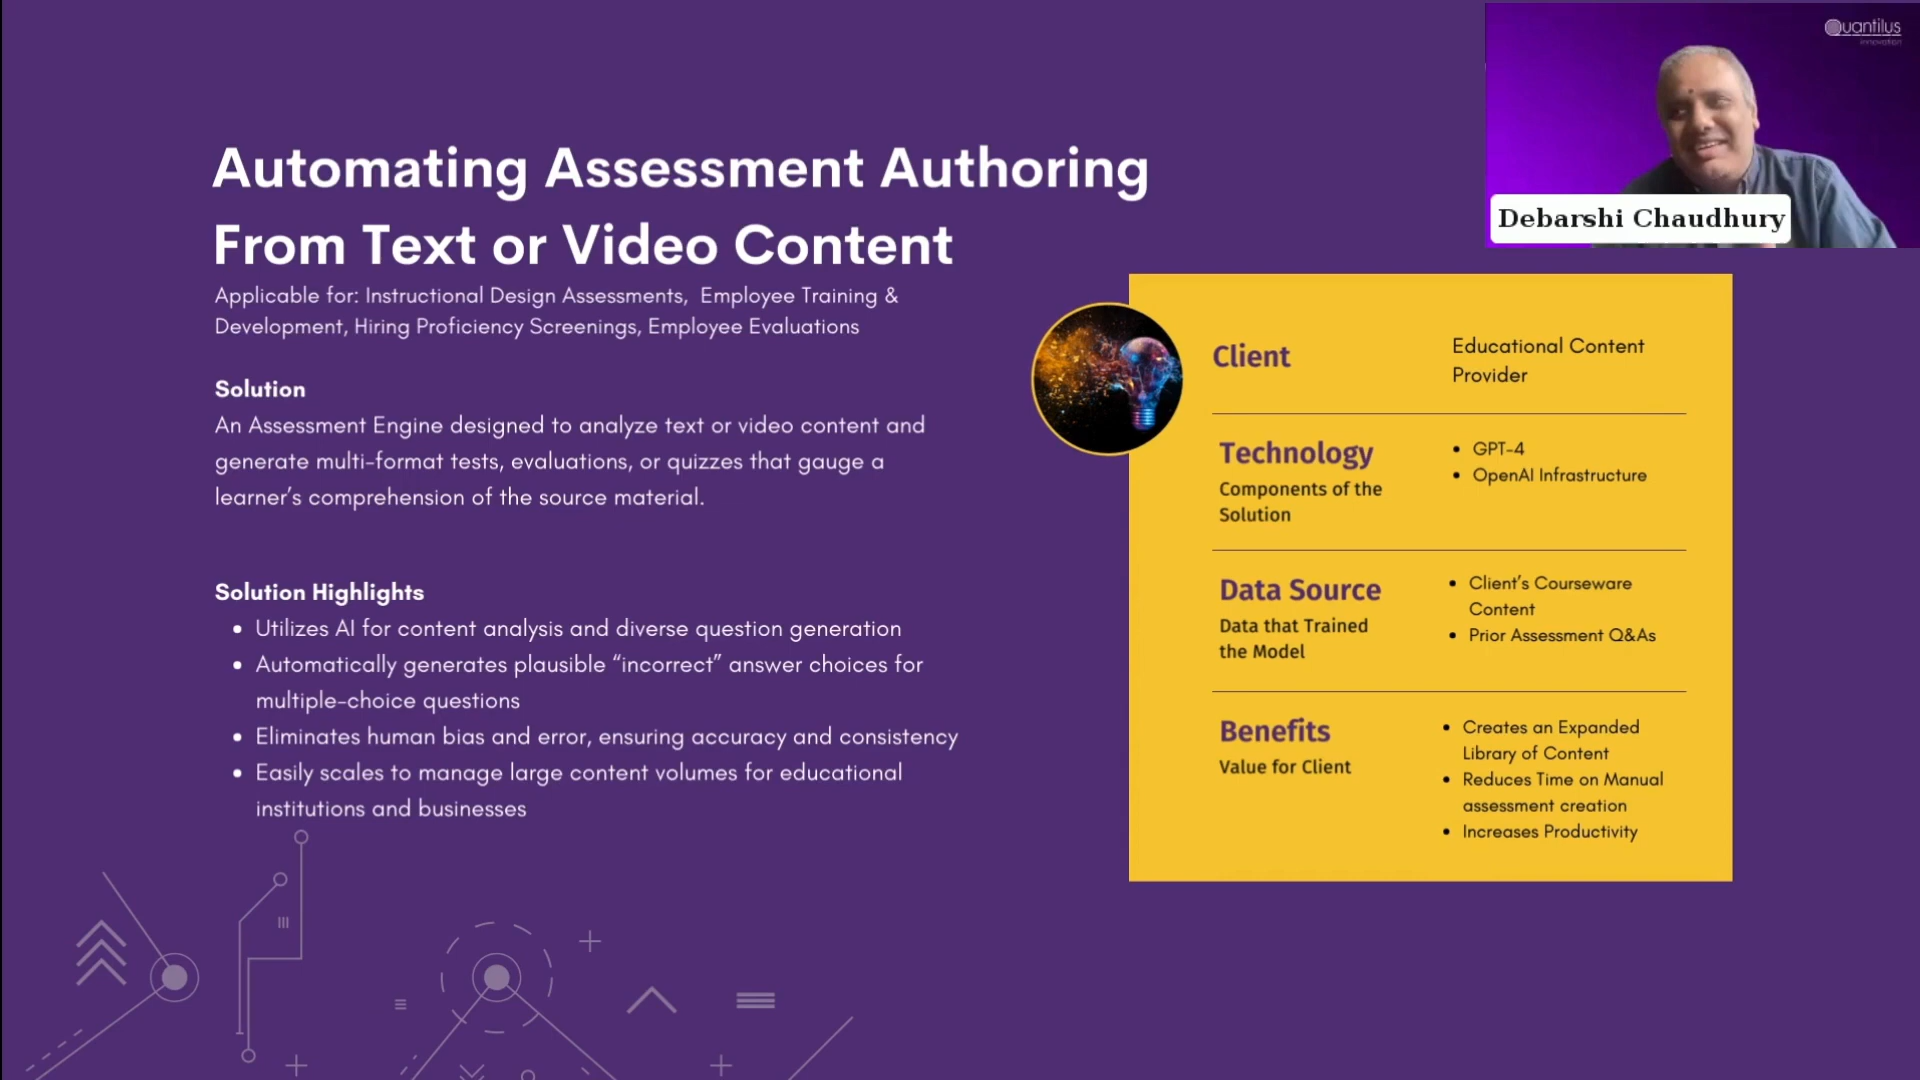 Quantilus
innovation
Debarshi Chaudhury
Automating Assessment Authoring
From Text or Video Content
Applicable for: Instructional Design Assessments, Employee Training &
Development, Hiring Proficiency Screenings, Employee Evaluations
Solution
An Assessment Engine designed to analyze text or video content and
generate multi-format tests, evaluations, or quizzes that gauge a
learner’s comprehension of the source material.
Solution Highlights
• Utilizes AI for content analysis and diverse question generation
• Automatically generates plausible “incorrect” answer choices for
multiple-choice questions
• Eliminates human bias and error, ensuring accuracy and consistency
• Easily scales to manage large content volumes for educational
institutions and businesses
Client
Educational Content
Provider
Technology
Components of the
Solution
• GPT-4
• OpenAI Infrastructure
Data Source
Data that Trained
the Model
• Client’s Courseware
Content
• Prior Assessment Q&As
Benefits
Value for Client
• Creates an Expanded
Library of Content
• Reduces Time on Manual
assessment creation
• Increases Productivity